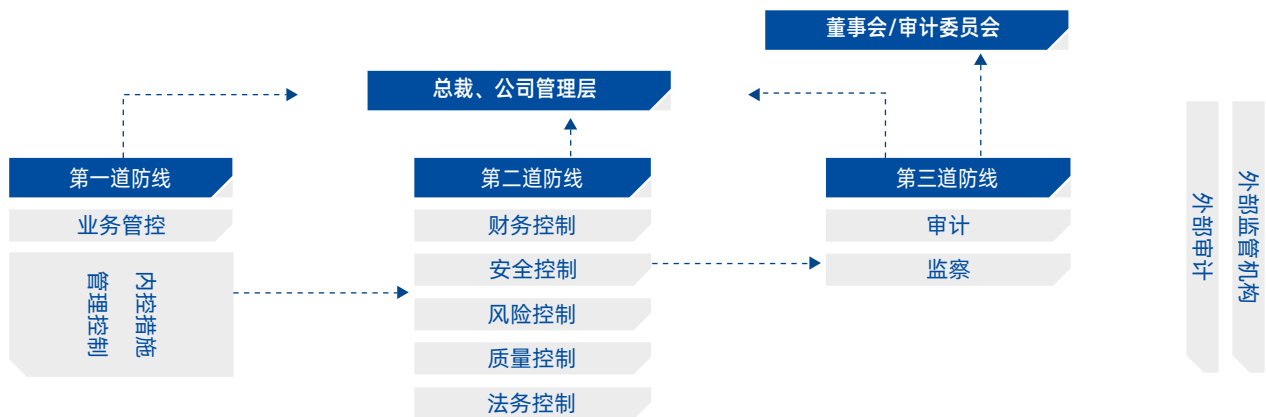 董事会/审计委员会
总裁、公司管理层
第一道防线
业务管控
内控措施
管理控制
第二道防线
财务控制
安全控制
风险控制
质量控制
法务控制
第三道防线
审计
监察
外部审计
外部监管机构